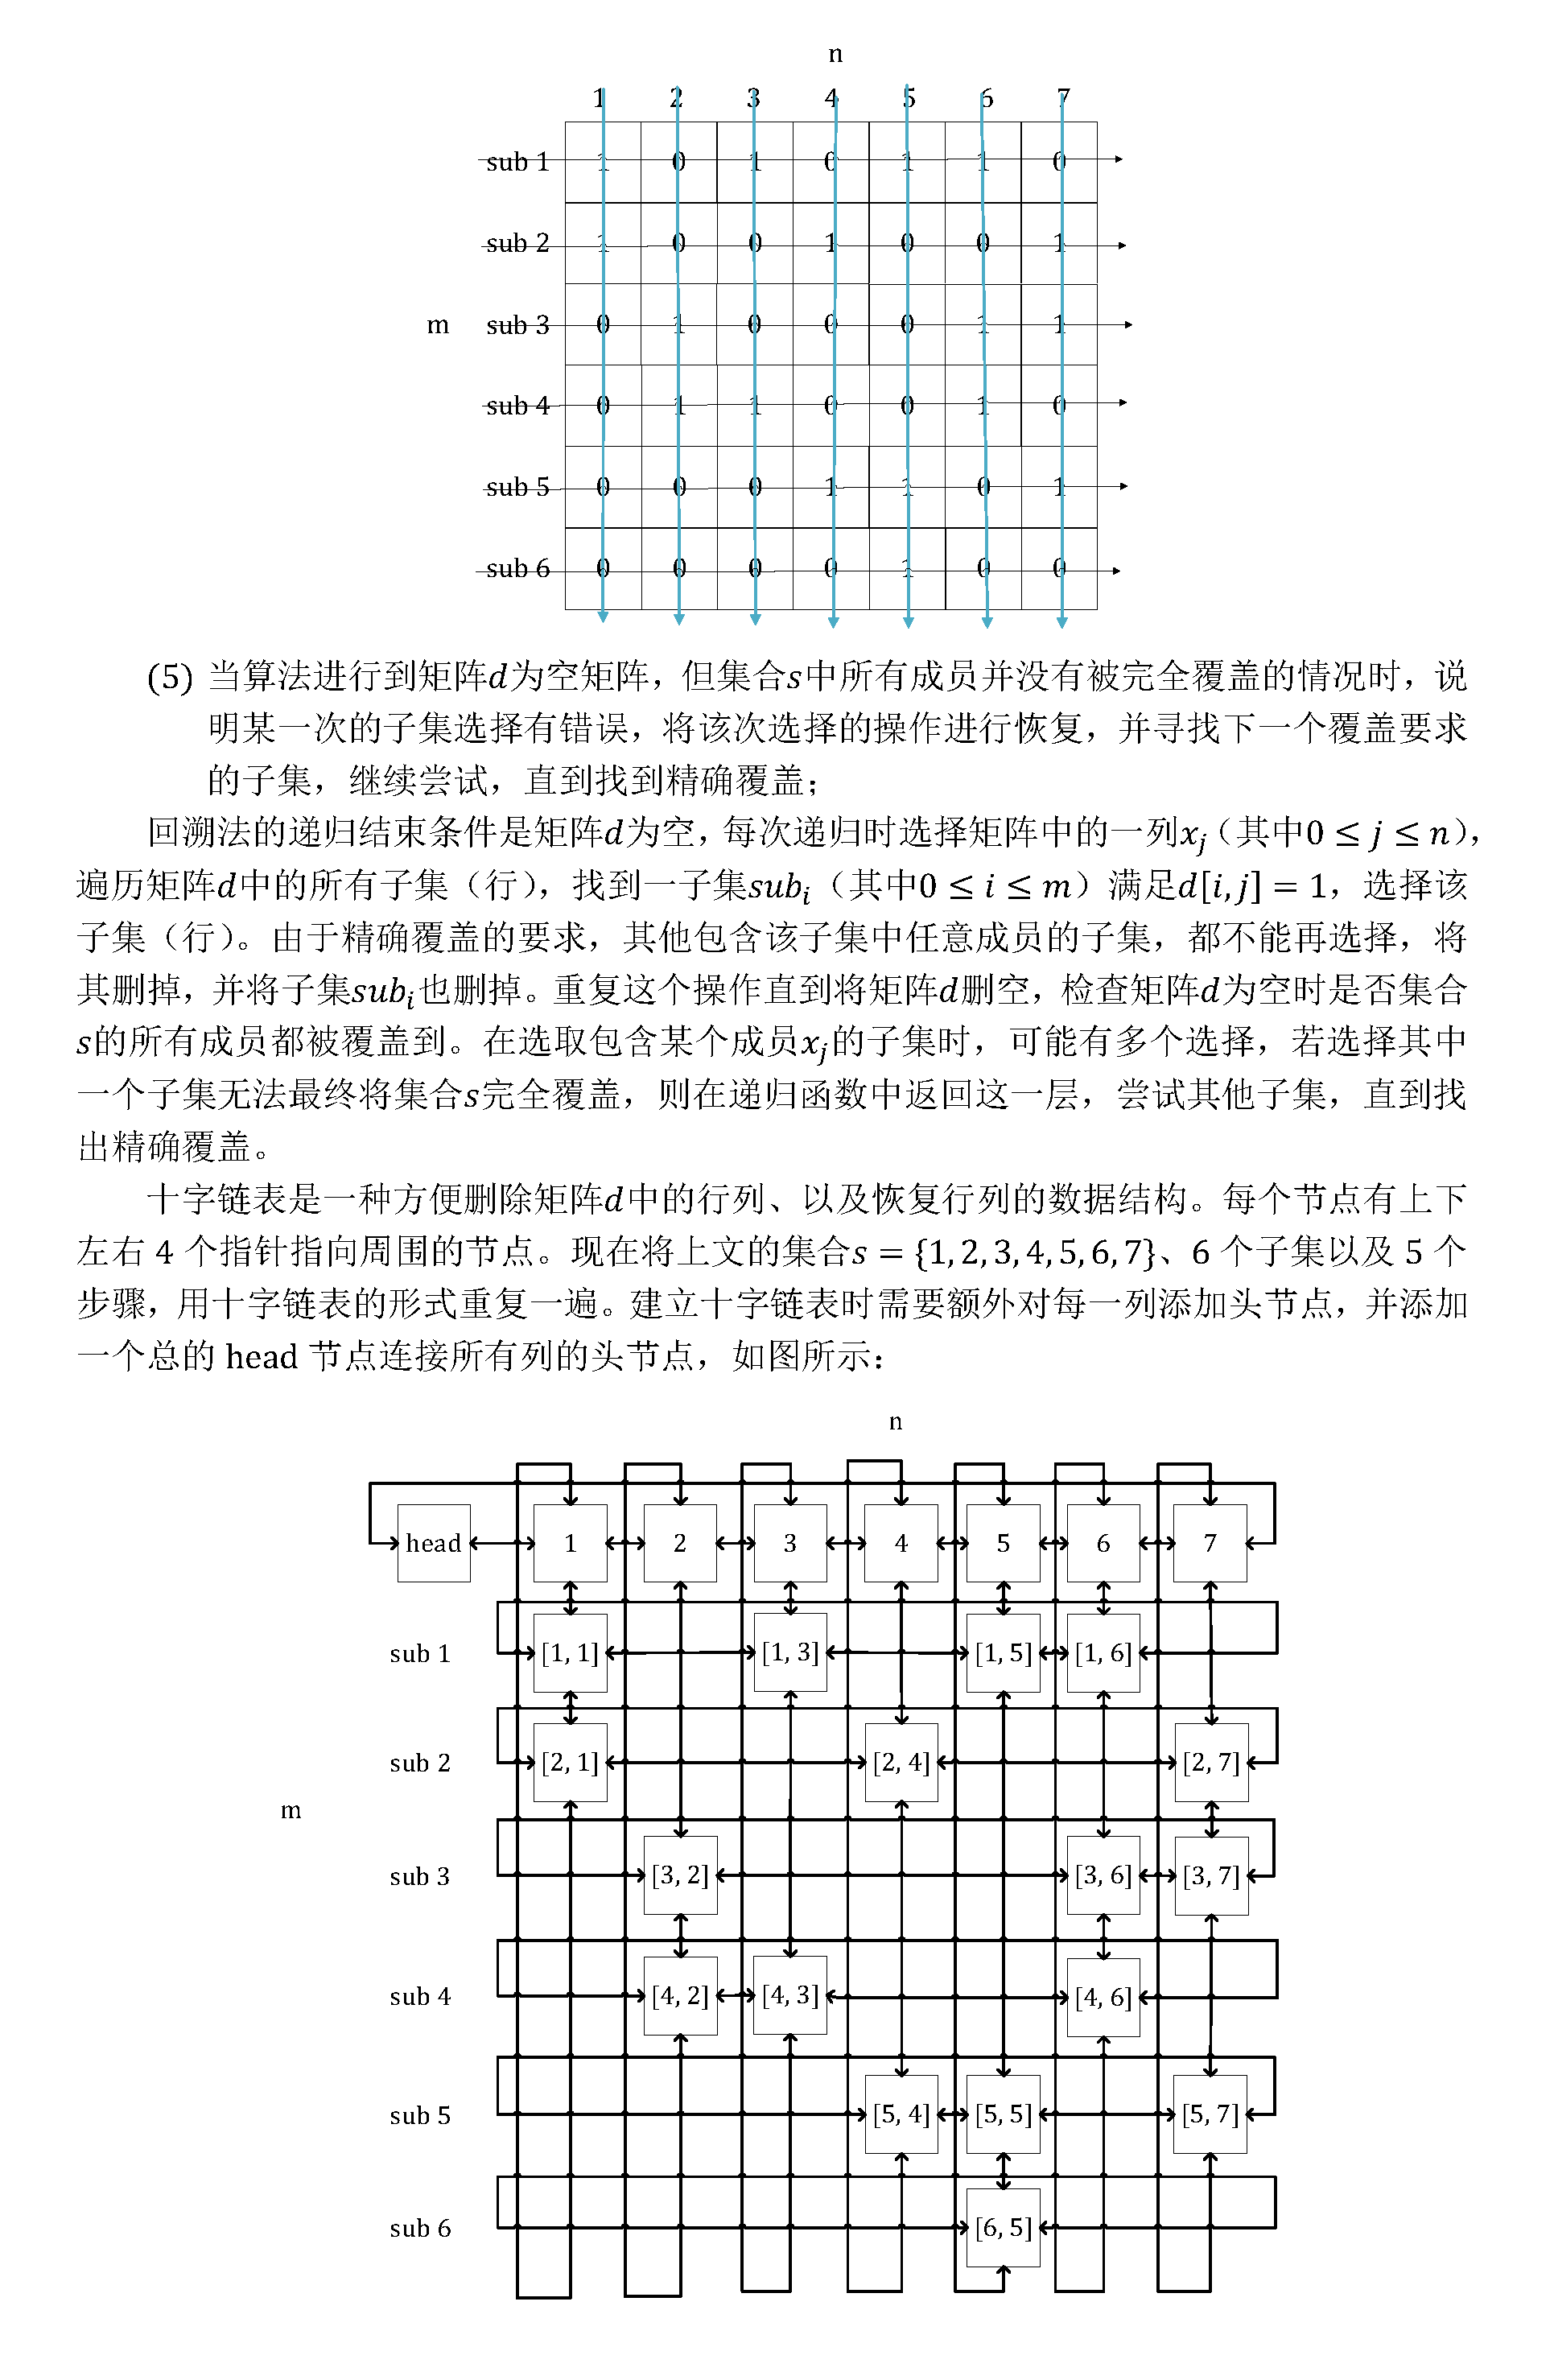 n
1 2 3 4 5 6 7
sub 1 1 0 1 0 1 1 0
sub 2 1 0 0 1 0 0 1
m sub 3 0 1 0 0 0 1 1
sub 4 0 1 1 0 0 1 0
sub 5 0 0 0 1 1 0 1
sub 6 0 0 0 0 1 0 0
(5) 当算法进行到矩阵d为空矩阵，但集合s中所有成员并没有被完全覆盖的情况时，说
明某一次的子集选择有错误，将该次选择的操作进行恢复，并寻找下一个覆盖要求
的子集，继续尝试，直到找到精确覆盖；
回溯法的递归结束条件是矩阵d为空，每次递归时选择矩阵中的一列xⱼ（其中0 ≤ j ≤ n），
遍历矩阵d中的所有子集（行），找到一子集subᵢ（其中0 ≤ i ≤ m）满足d[i, j] = 1，选择该
子集（行）。由于精确覆盖的要求，其他包含该子集中任意成员的子集，都不能再选择，将
其删掉，并将子集subᵢ也删掉。重复这个操作直到将矩阵d删空，检查矩阵d为空时是否集合
s的所有成员都被覆盖到。在选取包含某个成员xⱼ的子集时，可能有多个选择，若选择其中
一个子集无法最终将集合s完全覆盖，则在递归函数中返回这一层，尝试其他子集，直到找
出精确覆盖。
十字链表是一种方便删除矩阵d中的行列、以及恢复行列的数据结构。每个节点有上下
左右 4 个指针指向周围的节点。现在将上文的集合s = {1, 2, 3, 4, 5, 6, 7}、6 个子集以及 5 个
步骤，用十字链表的形式重复一遍。建立十字链表时需要额外对每一列添加头节点，并添加
一个总的 head 节点连接所有列的头节点，如图所示：
n
head 1 2 3 4 5 6 7
sub 1 [1, 1] [1, 3] [1, 5] [1, 6]
sub 2 [2, 1] [2, 4] [2, 7]
m
sub 3 [3, 2] [3, 6] [3, 7]
sub 4 [4, 2] [4, 3] [4, 6]
sub 5 [5, 4] [5, 5] [5, 7]
sub 6 [6, 5]